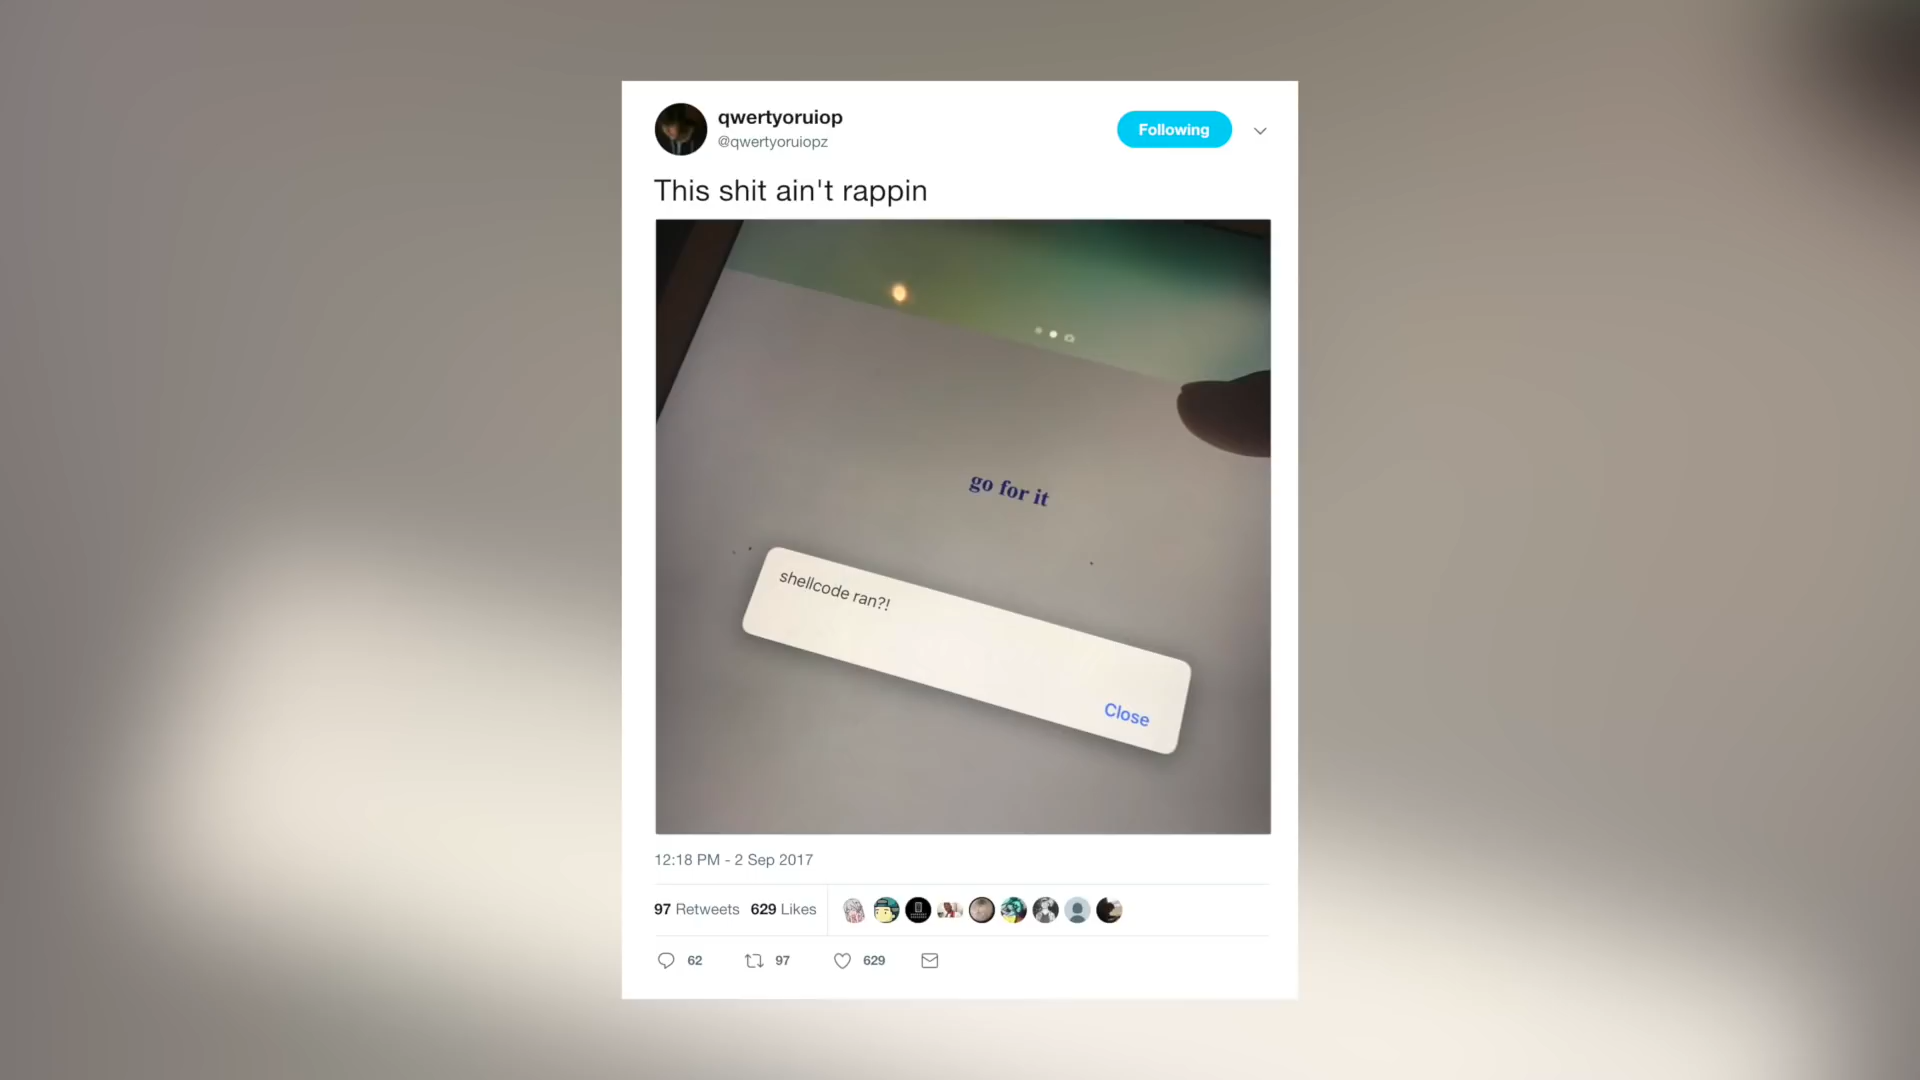 qwertyoruiop
@qwertyoruiopz
Following
This shit ain't rappin
go for it
shellcode ran?!
Close
12:18 PM - 2 Sep 2017
97 Retweets 629 Likes
62 97 629